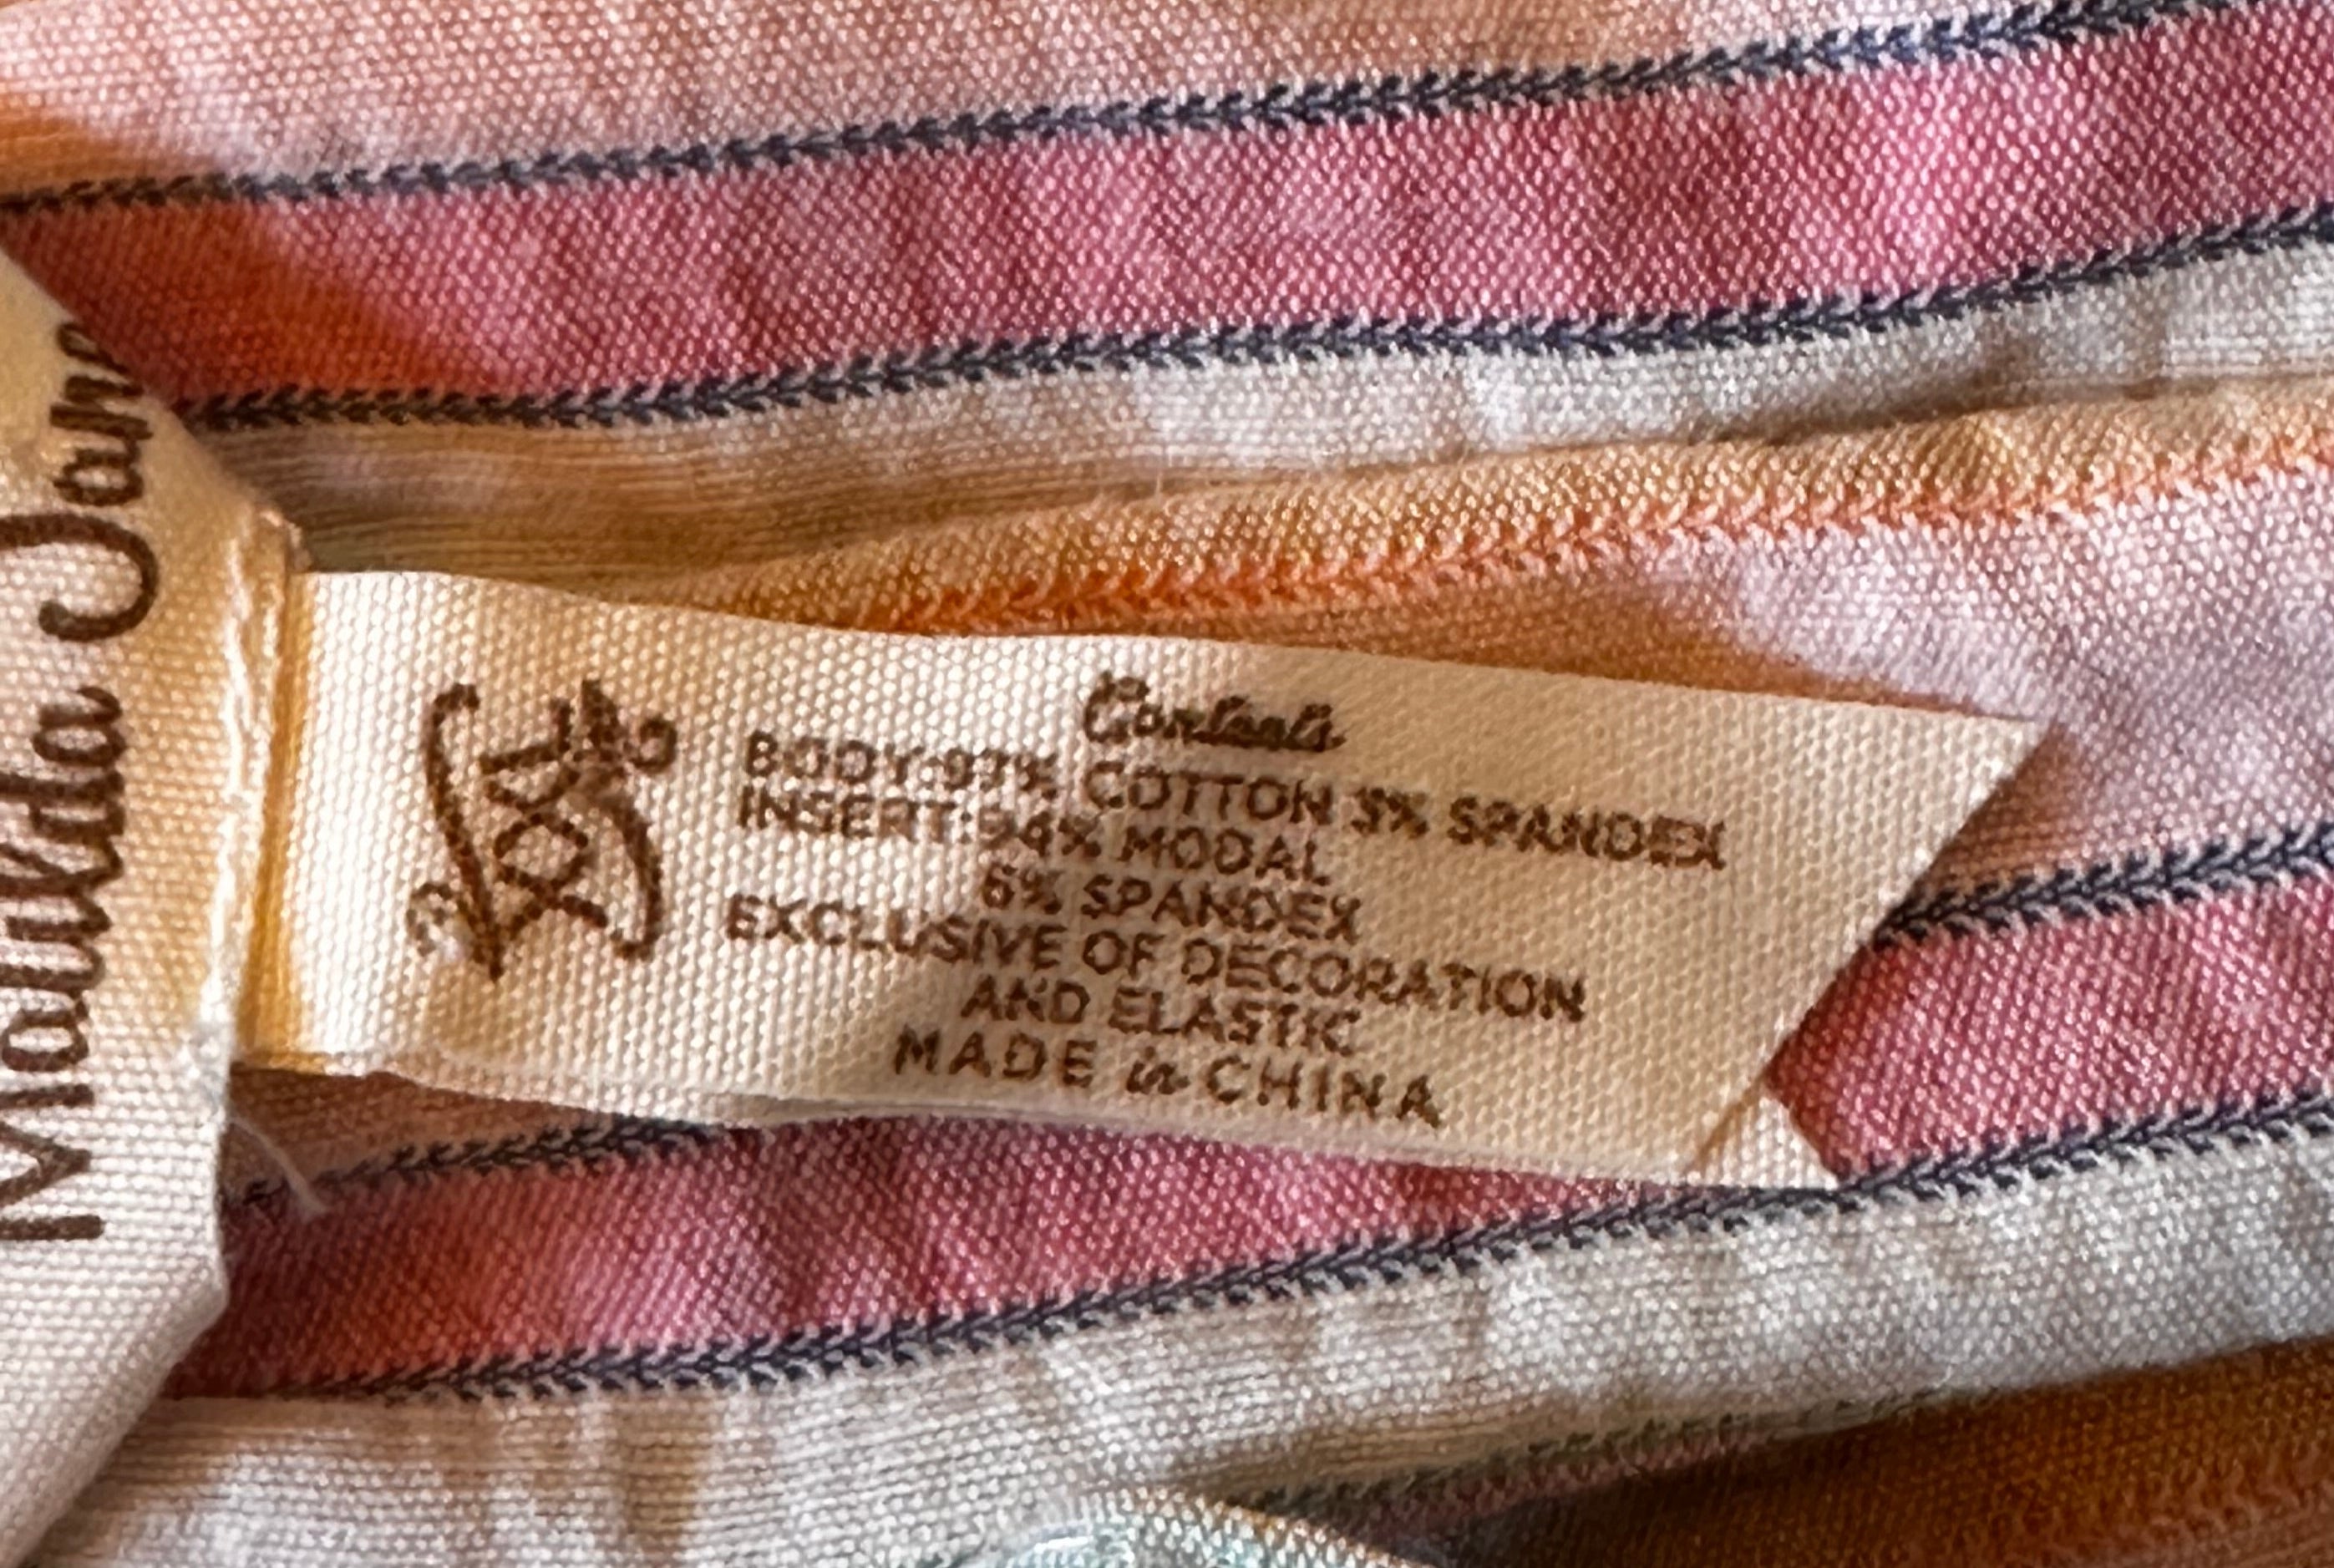 Matilda Jane
XXL
Contents
BODY:97% COTTON 3% SPANDEX
INSERT:94% MODAL
6% SPANDEX
EXCLUSIVE OF DECORATION
AND ELASTIC
MADE in CHINA